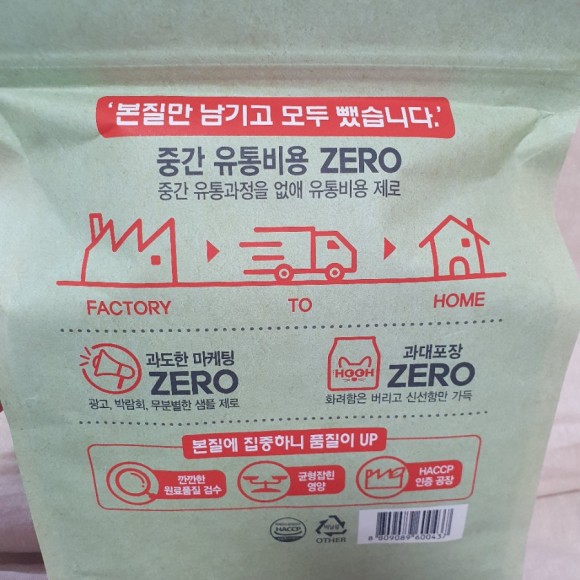 '본질만 남기고 모두 뺐습니다.'
중간 유통비용 ZERO
중간 유통과정을 없애 유통비용 제로
FACTORY TO HOME
과도한 마케팅
ZERO
광고, 박람회, 무분별한 샘플 제로
HOOH
과대포장
ZERO
화려함은 버리고 신선함만 가득
본질에 집중하니 품질이 UP
깐깐한
원료품질 검수
균형잡힌
영양
HACCP
인증 공장
HACCP
OTHER
8 809089 600437